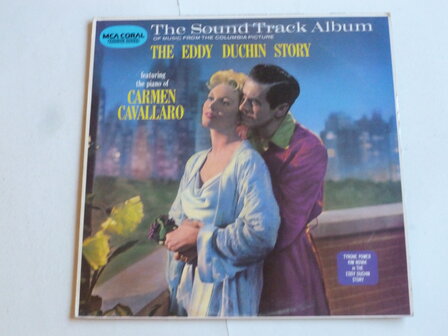 MCA CORAL
The Sound Track Album
OF MUSIC FROM THE COLUMBIA PICTURE
THE EDDY DUCHIN STORY
featuring
the piano of
CARMEN
CAVALLARO
TYRONE POWER
KIM NOVAK
in THE
EDDY DUCHIN
STORY